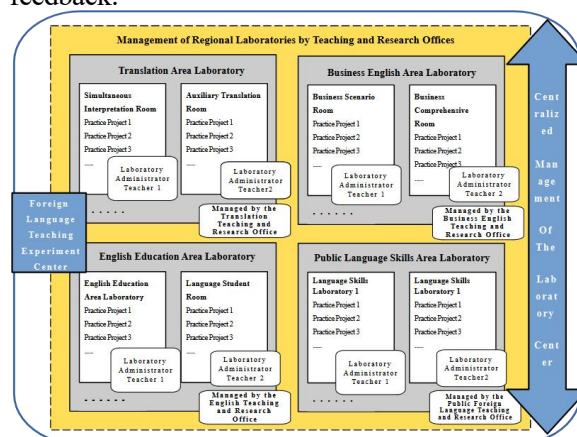 feedback.
Management of Regional Laboratories by Teaching and Research Offices
Translation Area Laboratory
Simultaneous
Interpretation Room
Practice Project 1
Practice Project 2
Practice Project 3
.....
Laboratory
Administrator
Teacher 1
Auxiliary Translation
Room
Practice Project 1
Practice Project 2
Practice Project 3
.....
Laboratory
Administrator
Teacher2
. . . . . .
Managed by the
Translation
Teaching and
Research Office
Business English Area Laboratory
Business Scenario
Room
Practice Project 1
Practice Project 2
Practice Project 3
.....
Laboratory
Administrator
Teacher 1
Business
Comprehensive
Room
Practice Project 1
Practice Project 2
Practice Project 3
.....
Laboratory
Administrator
Teacher 2
. . . . . .
Managed by the
Business English
Teaching and
Research Office
Foreign
Language
Teaching
Experiment
Center
English Education Area Laboratory
English Education
Area Laboratory
Practice Project 1
Practice Project 2
Practice Project 3
.....
Laboratory
Administrator
Teacher 1
Language Student
Room
Practice Project 1
Practice Project 2
Practice Project 3
.....
Laboratory
Administrator
Teacher 2
. . . . . .
Managed by the
English Teaching
and Research
Office
Public Language Skills Area Laboratory
Language Skills
Laboratory 1
Practice Project 1
Practice Project 2
Practice Project 3
.....
Laboratory
Administrator
Teacher 1
Language Skills
Laboratory 1
Practice Project 1
Practice Project 2
Practice Project 3
.....
Laboratory
Administrator
Teacher2
. . . . . .
Managed by the
Public Foreign
Language Teaching
and Research Office
Cent
raliz
ed
Man
age
ment
Of
The
Lab
orat
ory
Cent
er